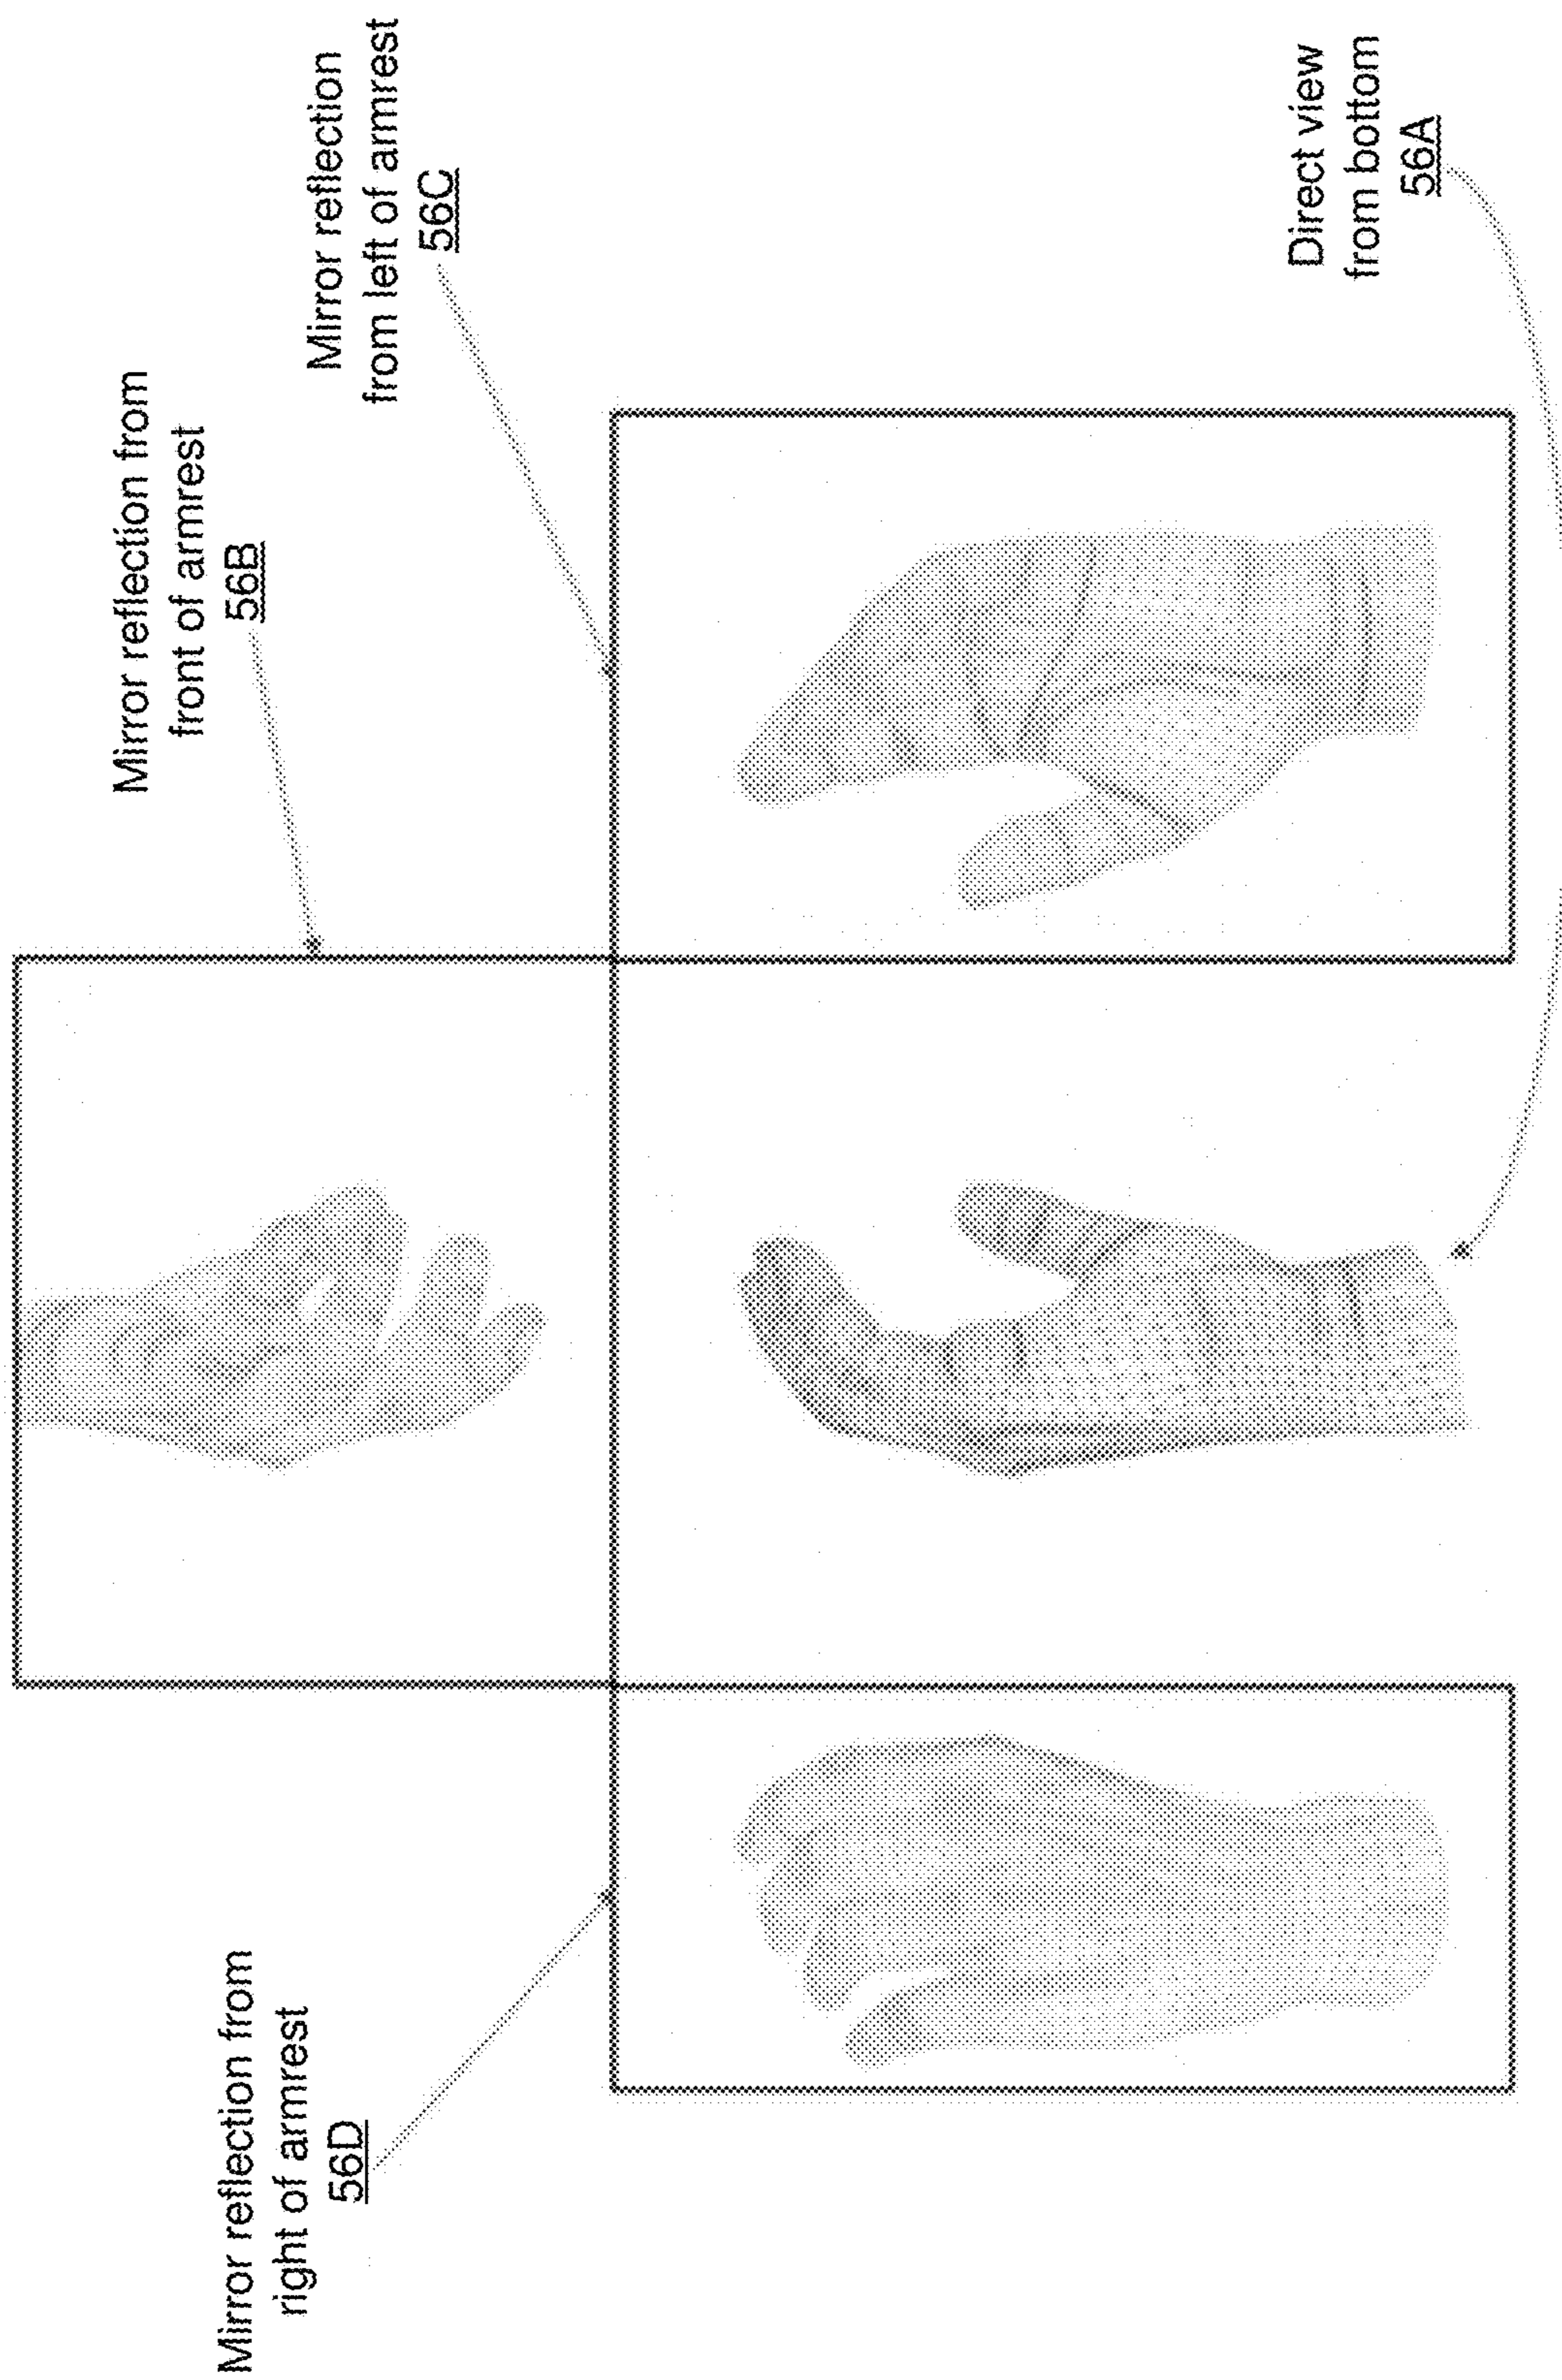 Mirror reflection from
right of armrest
56D
Mirror reflection from
front of armrest
56B
Mirror reflection
from left of armrest
56C
Direct view
from bottom
56A